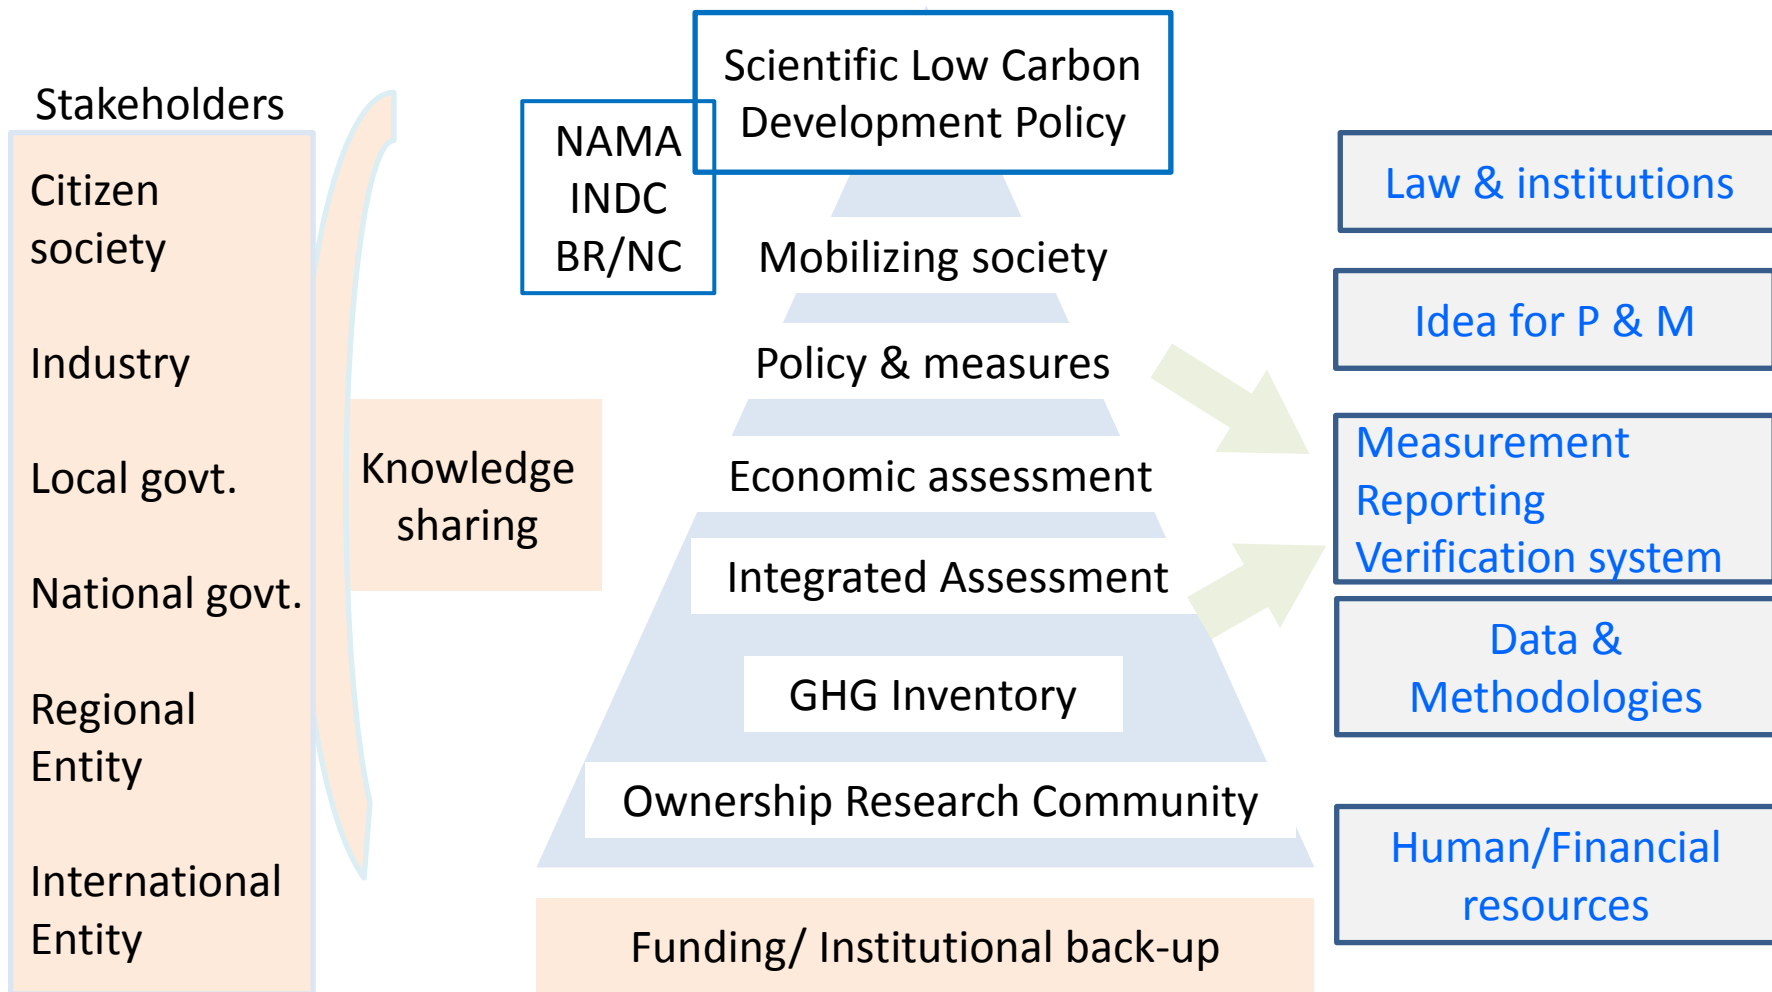 Stakeholders
Citizen
society
Industry
Local govt.
National govt.
Regional
Entity
International
Entity
Knowledge
sharing
NAMA
INDC
BR/NC
Scientific Low Carbon
Development Policy
Mobilizing society
Policy & measures
Economic assessment
Integrated Assessment
GHG Inventory
Ownership Research Community
Funding/ Institutional back-up
Law & institutions
Idea for P & M
Measurement
Reporting
Verification system
Data &
Methodologies
Human/Financial
resources